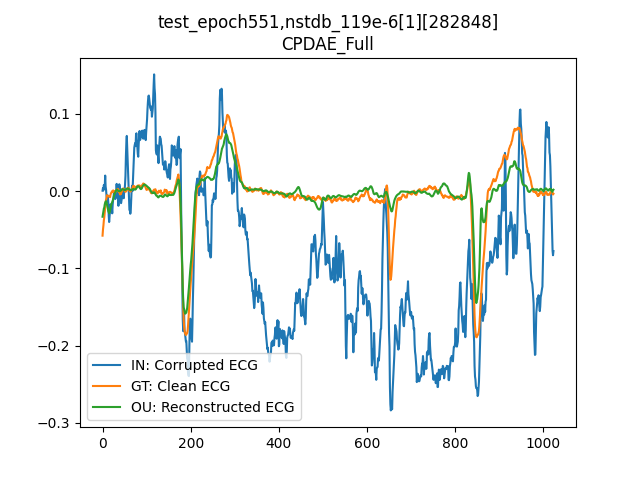 test_epoch551,nstdb_119e-6[1][282848]
CPDAE_Full
0.1
0.0
−0.1
−0.2
−0.3
IN: Corrupted ECG
GT: Clean ECG
OU: Reconstructed ECG
0 200 400 600 800 1000